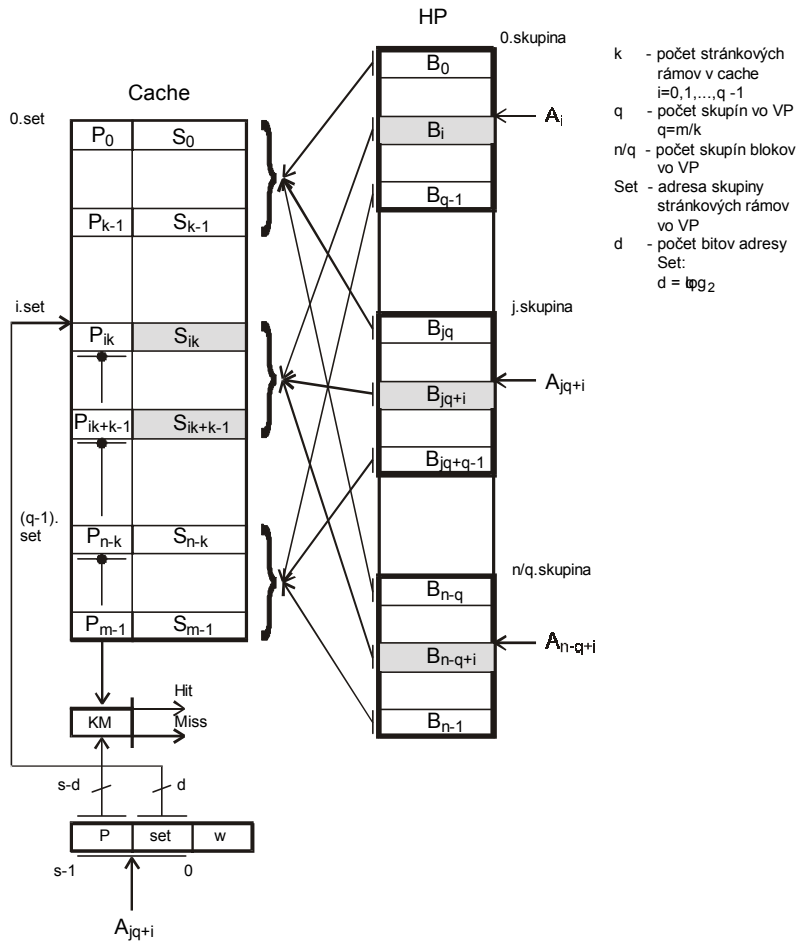 HP
0.skupina
Cache
0.set
P0 S0
Pk-1 Sk-1
i.set
Pik Sik
Pik+k-1 Sik+k-1
(q-1).
set
Pn-k Sn-k
Pm-1 Sm-1
KM
Hit
Miss
s-d
d
P set w
s-1 0
Ajq+i
B0
Bi
Ai
Bq-1
j.skupina
Bjq
Bjq+i
Ajq+i
Bjq+q-1
n/q.skupina
Bn-q
Bn-q+i
An-q+i
Bn-1
k - počet stránkových
rámov v cache
i=0,1,...,q -1
q - počet skupín vo VP
q=m/k
n/q - počet skupín blokov
vo VP
Set - adresa skupiny
stránkových rámov
vo VP
d - počet bitov adresy
Set:
d =